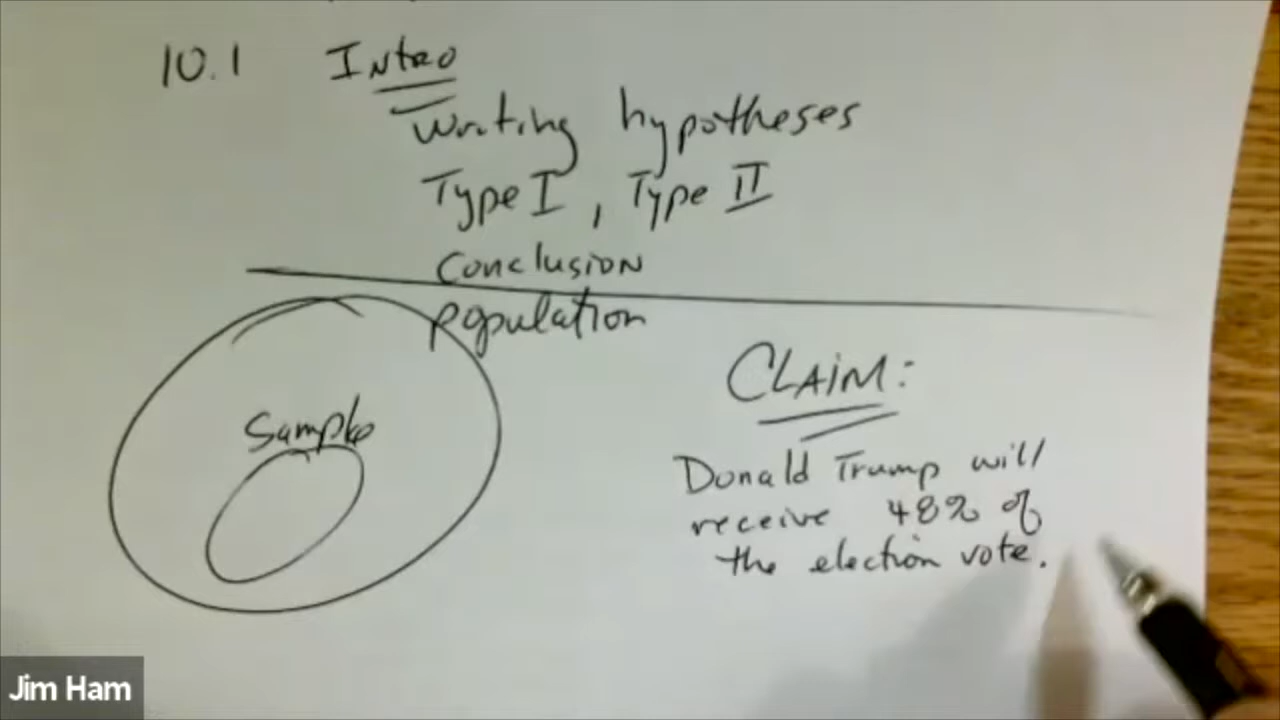 10.1 Intro
Writing hypotheses
Type I, Type II
Conclusion
population
Sample
CLAIM:
Donald Trump will
receive 48% of
the election vote.
Jim Ham